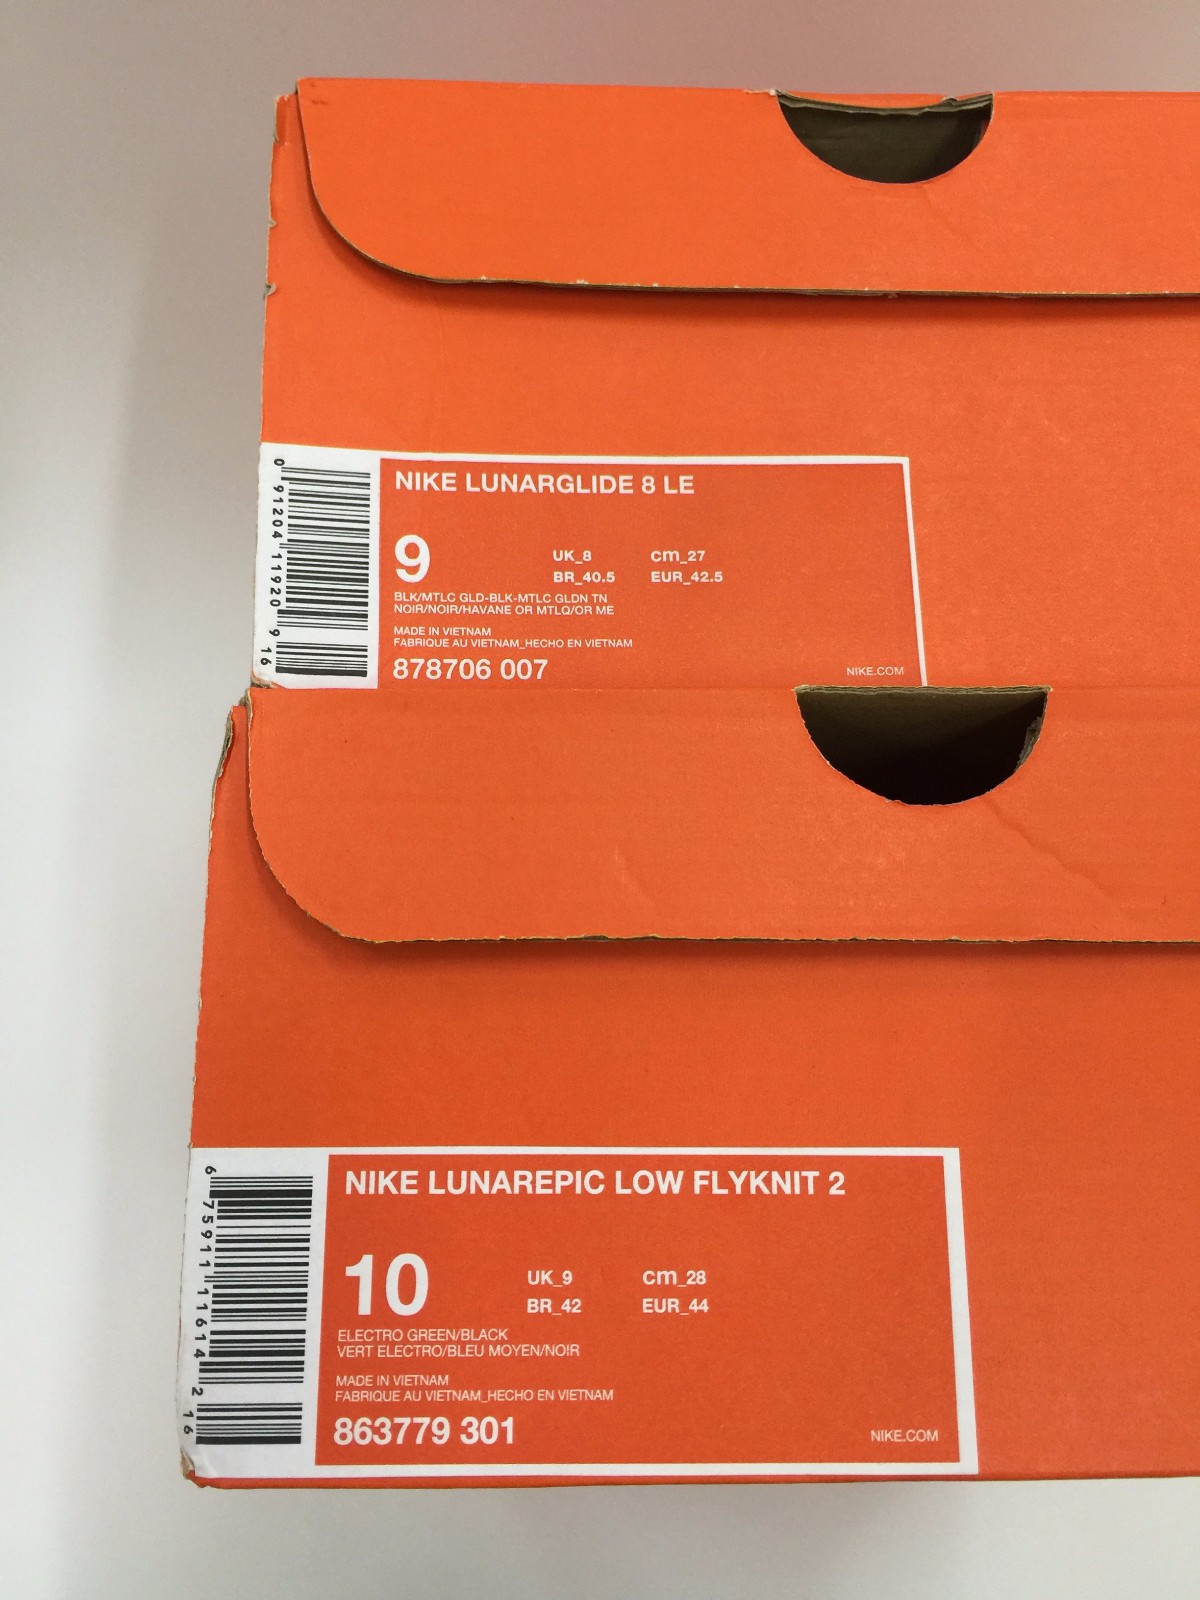 NIKE LUNARGLIDE 8 LE
9
UK_8 cm_27
BR_40.5 EUR_42.5
BLK/MTLC GLD-BLK-MTLC GLDN TN
NOIR/NOIR/HAVANE OR MTLQ/OR ME
MADE IN VIETNAM
FABRIQUE AU VIETNAM_HECHO EN VIETNAM
878706 007
NIKE.COM
0 91204 11920 9 16
NIKE LUNAREPIC LOW FLYKNIT 2
10
UK_9 cm_28
BR_42 EUR_44
ELECTRO GREEN/BLACK
VERT ELECTRO/BLEU MOYEN/NOIR
MADE IN VIETNAM
FABRIQUE AU VIETNAM_HECHO EN VIETNAM
863779 301
NIKE.COM
6 75911 11614 2 16